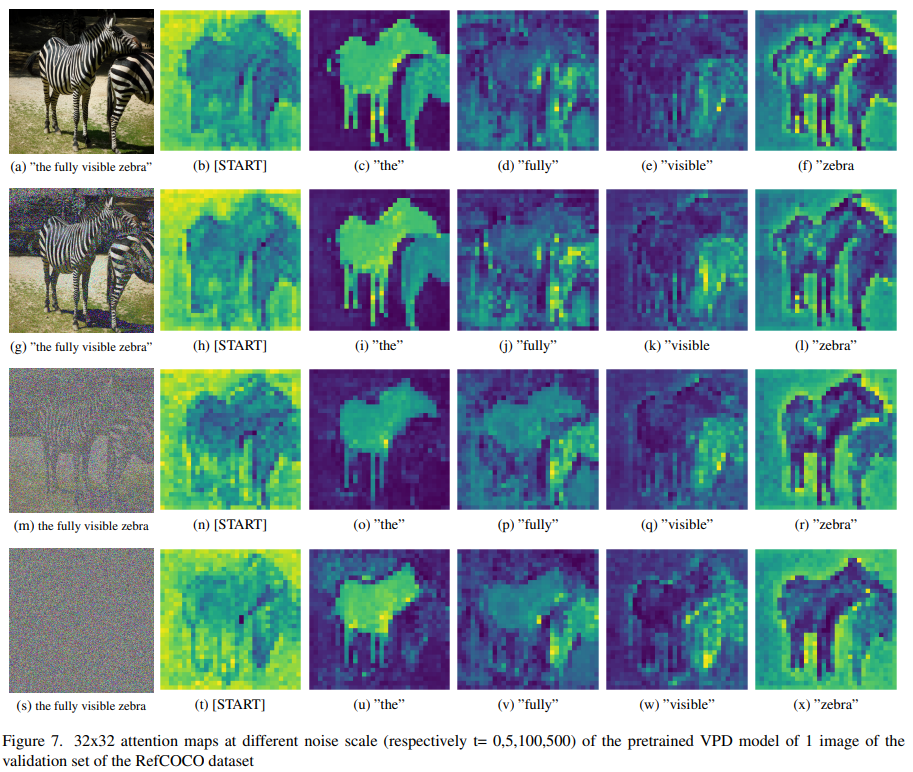 (a) ”the fully visible zebra”
(b) [START]
(c) ”the”
(d) ”fully”
(e) ”visible”
(f) ”zebra
(g) ”the fully visible zebra”
(h) [START]
(i) ”the”
(j) ”fully”
(k) ”visible
(l) ”zebra”
(m) the fully visible zebra
(n) [START]
(o) ”the”
(p) ”fully”
(q) ”visible”
(r) ”zebra”
(s) the fully visible zebra
(t) [START]
(u) ”the”
(v) ”fully”
(w) ”visible”
(x) ”zebra”
Figure 7. 32x32 attention maps at different noise scale (respectively t= 0,5,100,500) of the pretrained VPD model of 1 image of the
validation set of the RefCOCO dataset